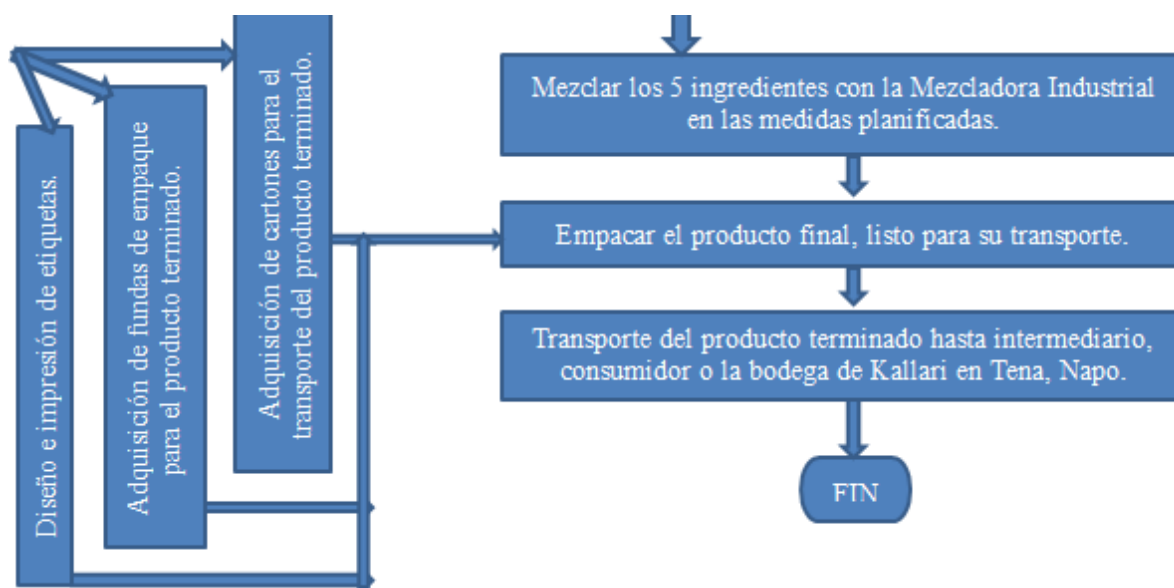 Diseño e impresión de etiquetas.
Adquisición de fundas de empaque
para el producto terminado.
Adquisición de cartones para el
transporte del producto terminado.
Mezclar los 5 ingredientes con la Mezcladora Industrial
en las medidas planificadas.
Empacar el producto final, listo para su transporte.
Transporte del producto terminado hasta intermediario,
consumidor o la bodega de Kallari en Tena, Napo.
FIN